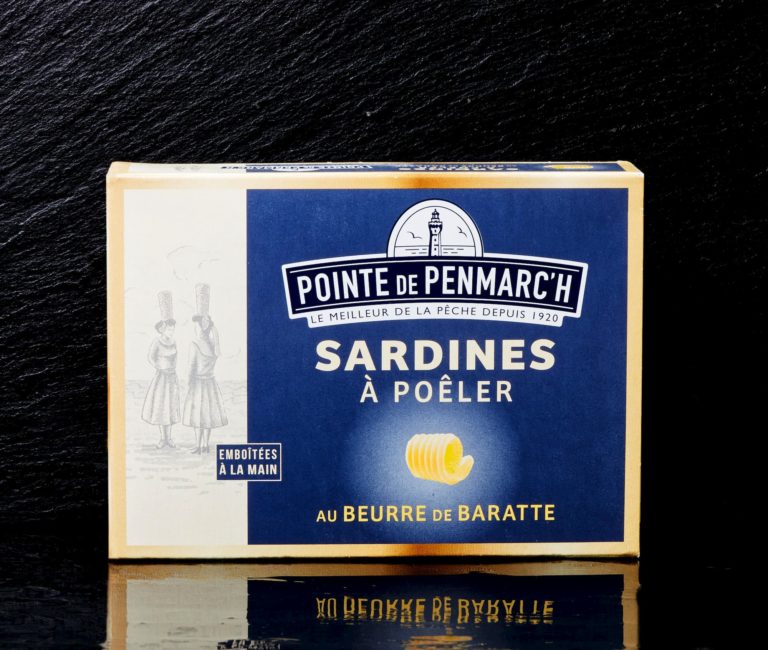 POINTE DE PENMARC'H
LE MEILLEUR DE LA PÊCHE DEPUIS 1920
SARDINES
À POÊLER
EMBOÎTÉES
À LA MAIN
AU BEURRE DE BARATTE